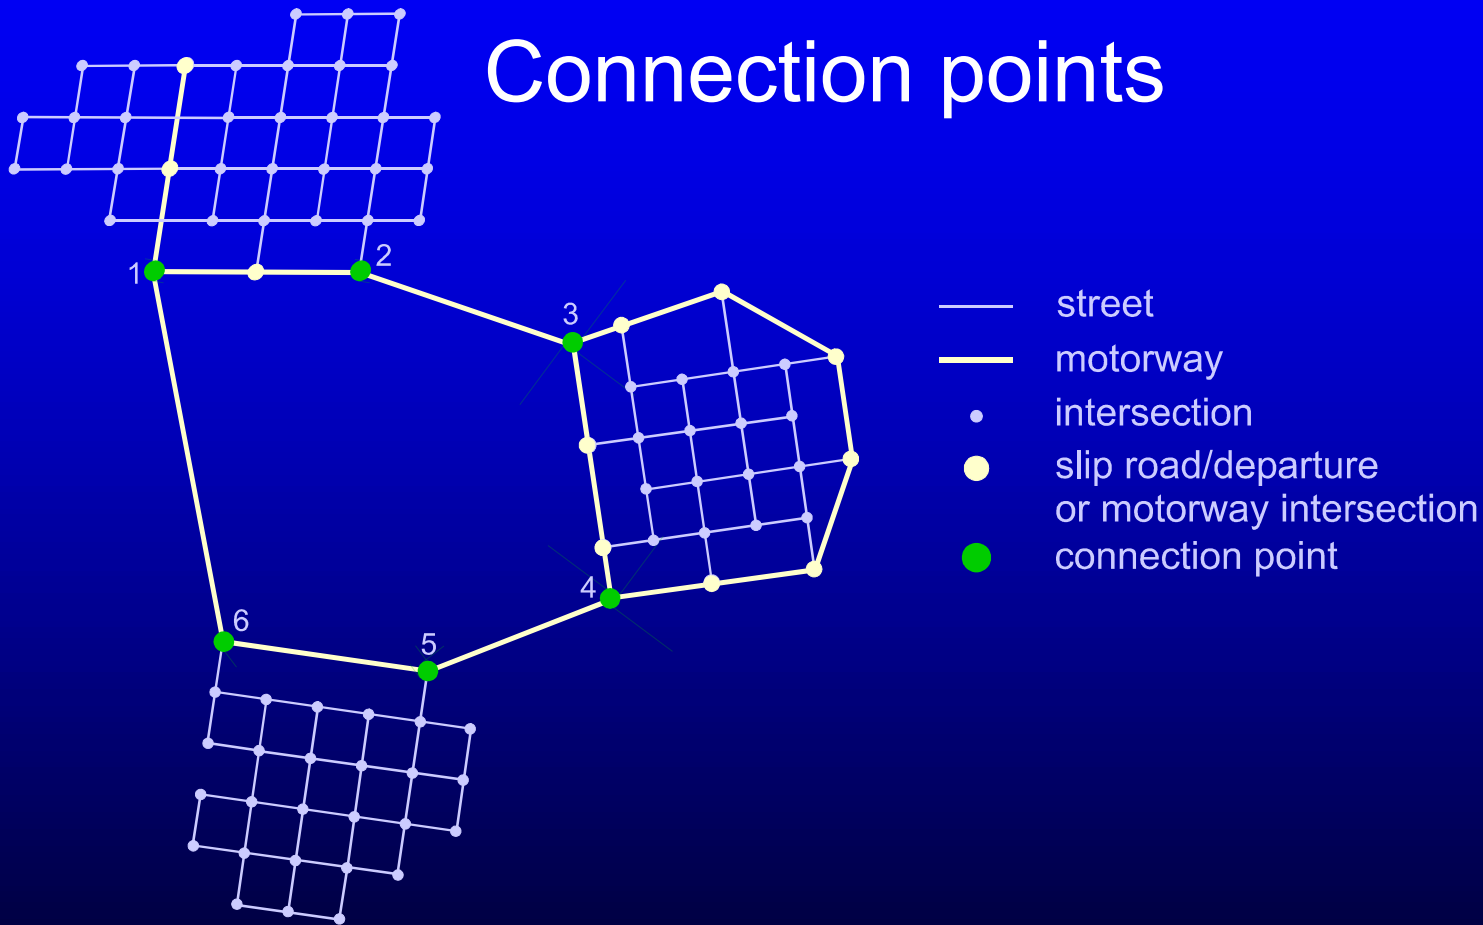 Connection points
1
2
3
4
5
6
street
motorway
intersection
slip road/departure
or motorway intersection
connection point